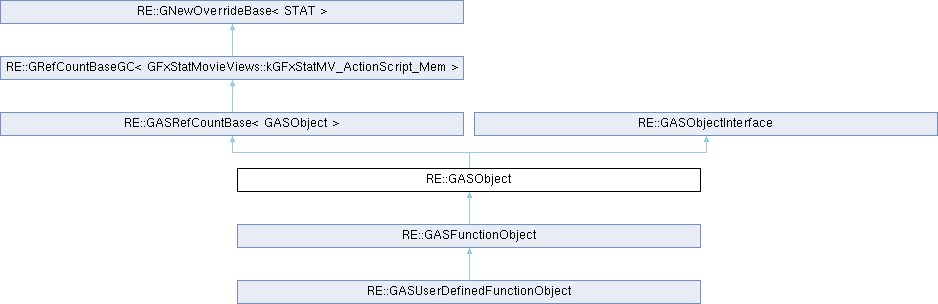 RE::GNewOverrideBase< STAT >
RE::GRefCountBaseGC< GFxStatMovieViews::kGFxStatMV_ActionScript_Mem >
RE::GASRefCountBase< GASObject >
RE::GASObjectInterface
RE::GASObject
RE::GASFunctionObject
RE::GASUserDefinedFunctionObject